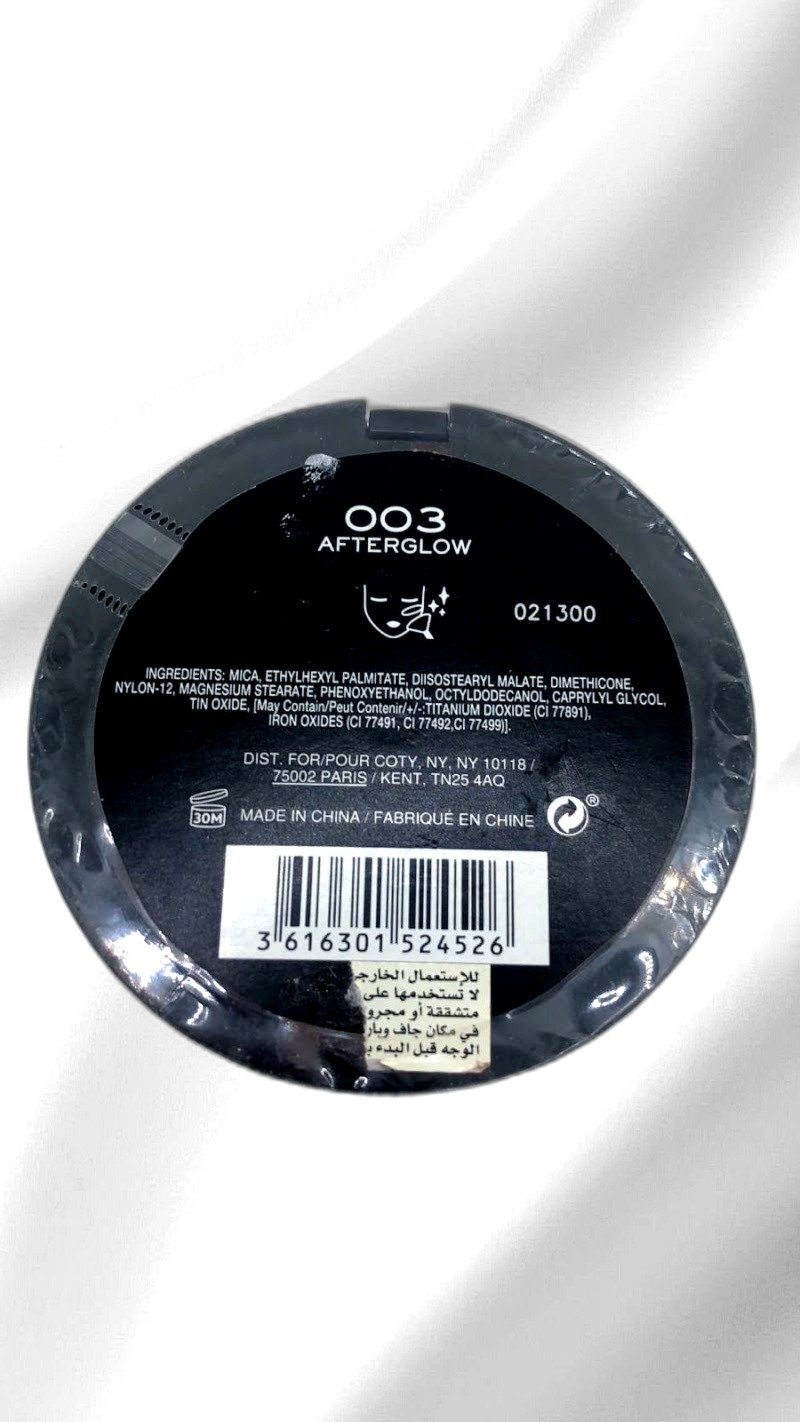 003
AFTERGLOW
021300
INGREDIENTS: MICA, ETHYLHEXYL PALMITATE, DIISOSTEARYL MALATE, DIMETHICONE,
NYLON-12, MAGNESIUM STEARATE, PHENOXYETHANOL, OCTYLDODECANOL, CAPRYLYL GLYCOL,
TIN OXIDE, [May Contain/Peut Contenir/+/-:TITANIUM DIOXIDE (CI 77891),
IRON OXIDES (CI 77491, CI 77492,CI 77499)].
DIST. FOR/POUR COTY, NY, NY 10118 /
75002 PARIS / KENT, TN25 4AQ
30M
MADE IN CHINA / FABRIQUÉ EN CHINE
®
3 616301 524526
للإستعمال الخارج
لا تستخدمها على
متشققة أو مجرو
في مكان جاف وبار
الوجه قبل البدء ب